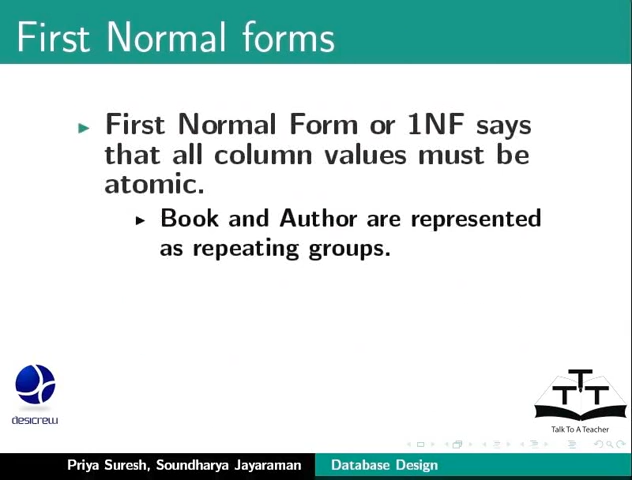 First Normal forms
First Normal Form or 1NF says
that all column values must be
atomic.
Book and Author are represented
as repeating groups.
desicrew
TTT
Talk To A Teacher
Priya Suresh, Soundharya Jayaraman
Database Design